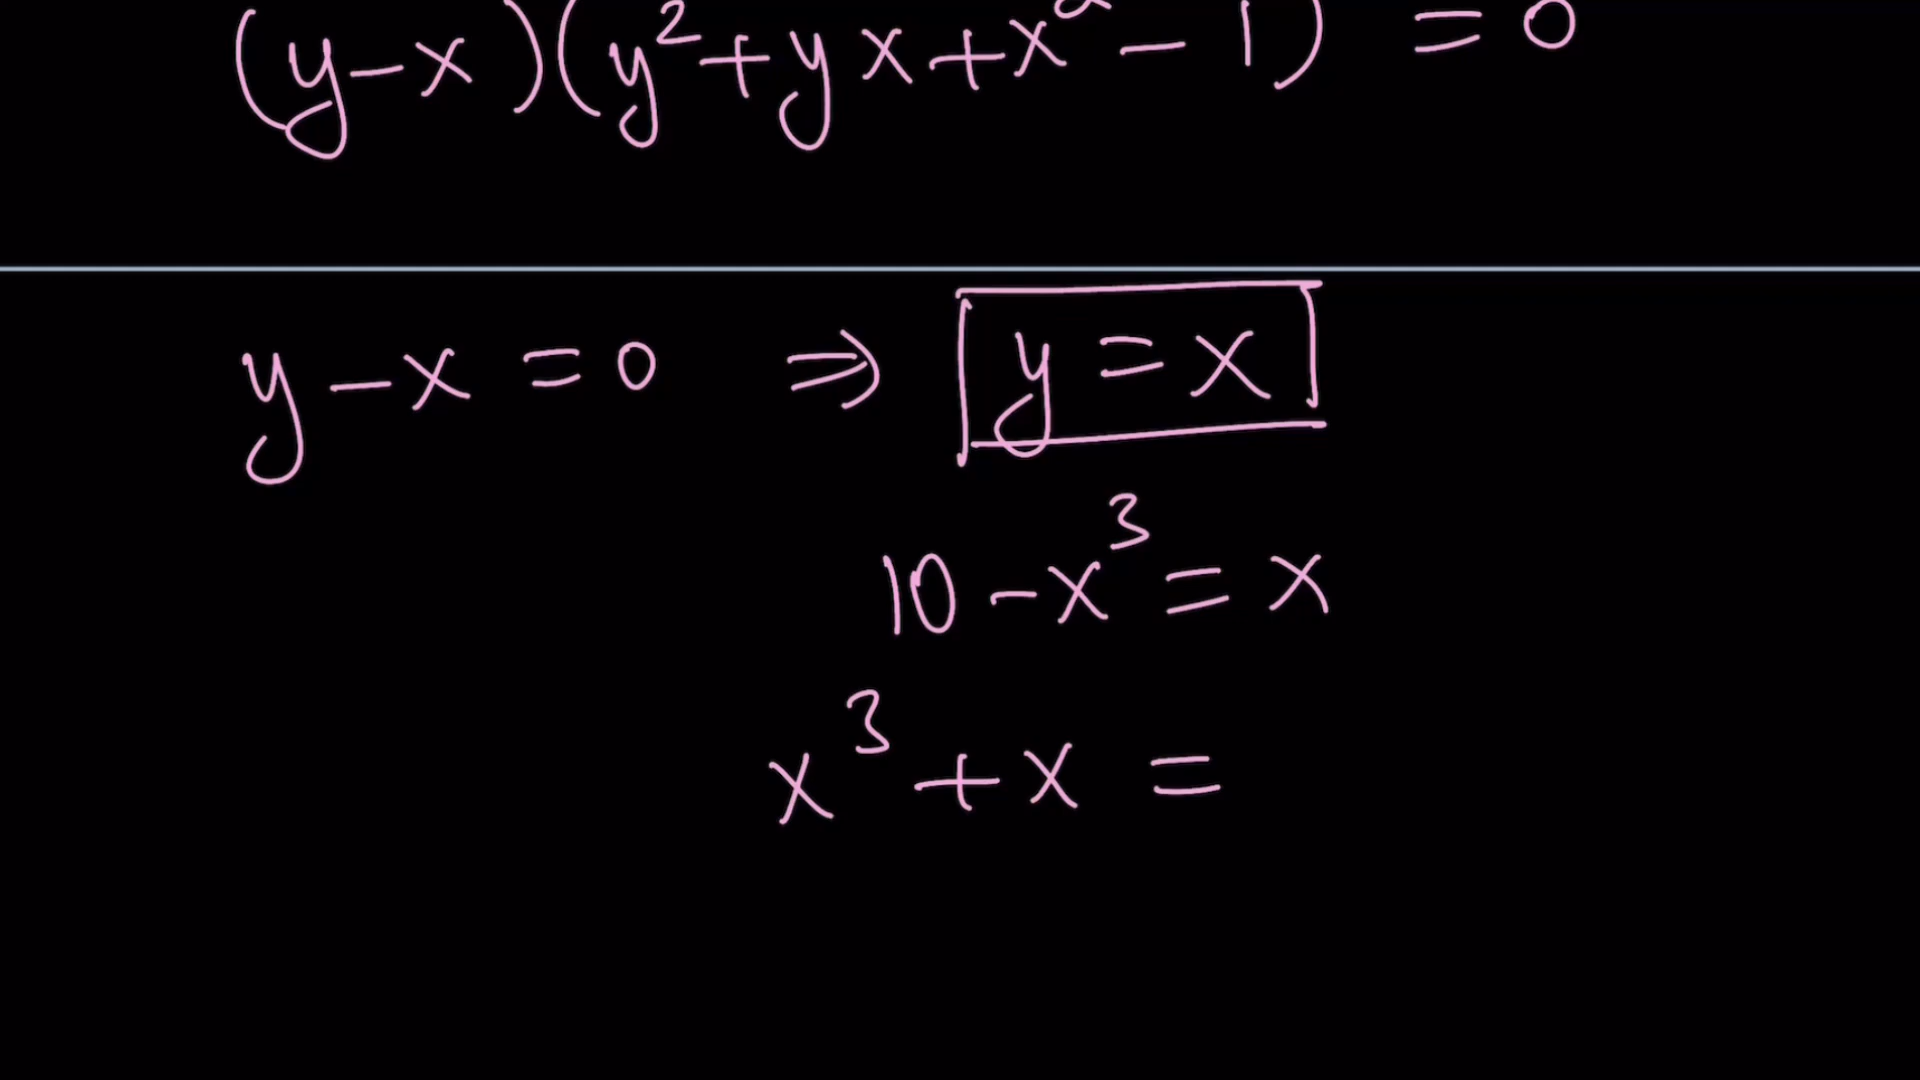 (y-x)(y²+yx+x²-1) = 0
y-x = 0 ⇒ y = x
10-x³ = x
x³+x =